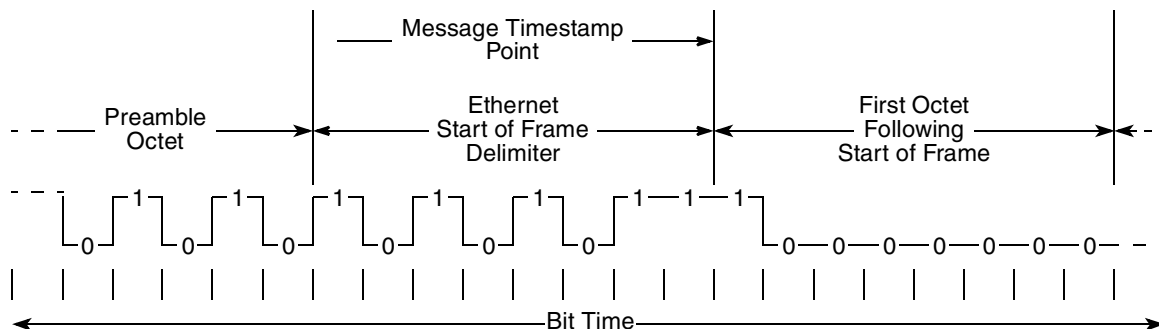 Message Timestamp
Point
Preamble
Octet
Ethernet
Start of Frame
Delimiter
First Octet
Following
Start of Frame
0 1 0 1 0 1 0 1 0 1 0 1 1 1 0 0 0 0 0 0 0
Bit Time